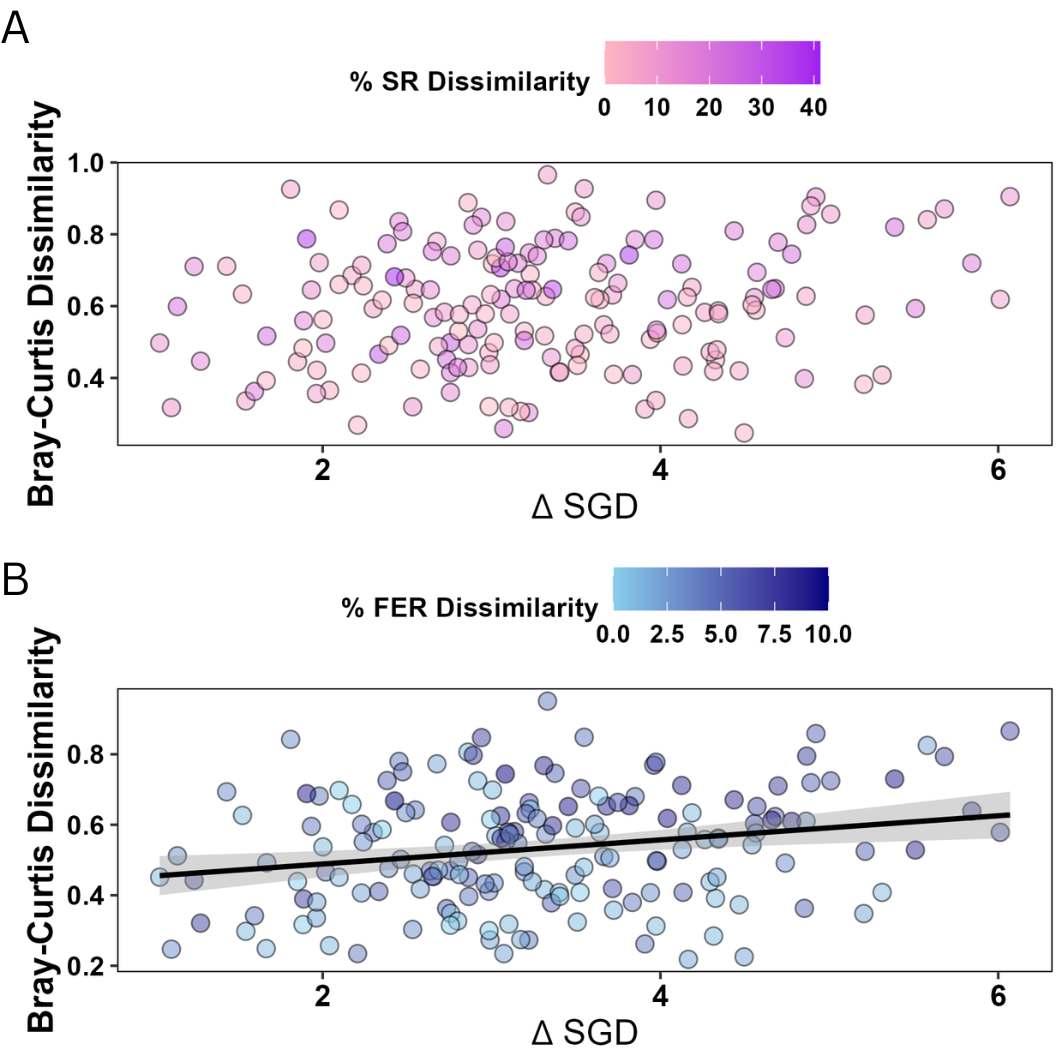 A
% SR Dissimilarity
0 10 20 30 40
Bray-Curtis Dissimilarity
1.0
0.8
0.6
0.4
2 4 6
Δ SGD
B
% FER Dissimilarity
0.0 2.5 5.0 7.5 10.0
Bray-Curtis Dissimilarity
0.8
0.6
0.4
0.2
2 4 6
Δ SGD